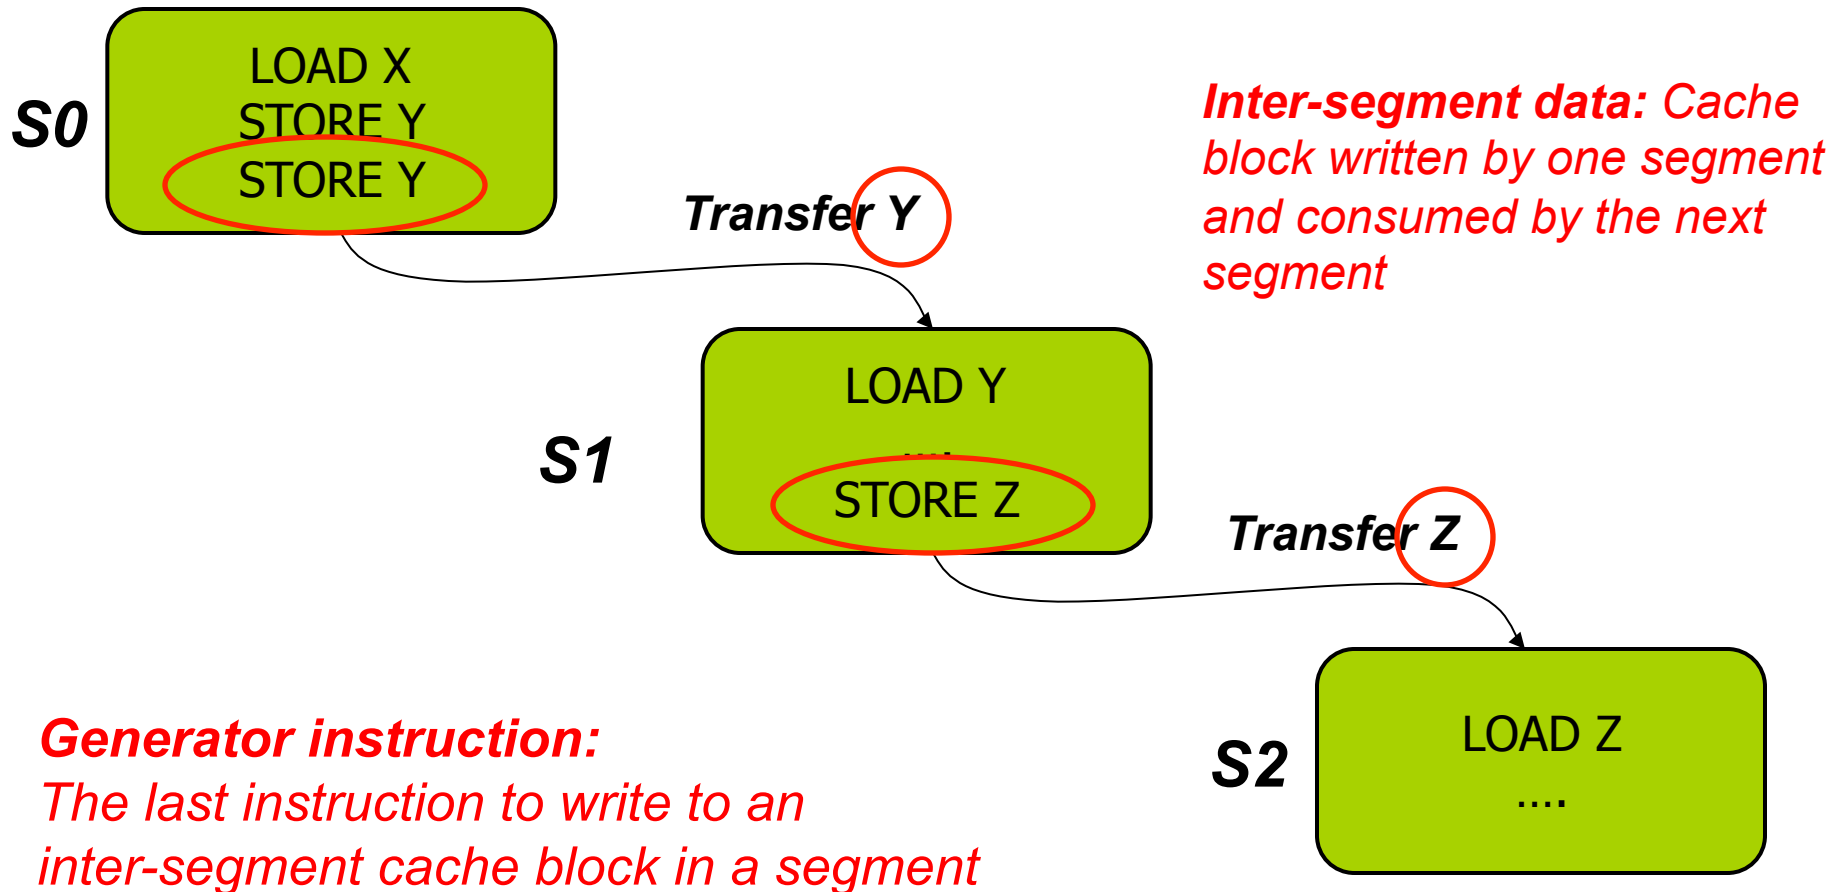 LOAD X
STORE Y
STORE Y
S0
Transfer Y
Inter-segment data: Cache
block written by one segment
and consumed by the next
segment
LOAD Y
....
STORE Z
S1
Transfer Z
LOAD Z
....
S2
Generator instruction:
The last instruction to write to an
inter-segment cache block in a segment